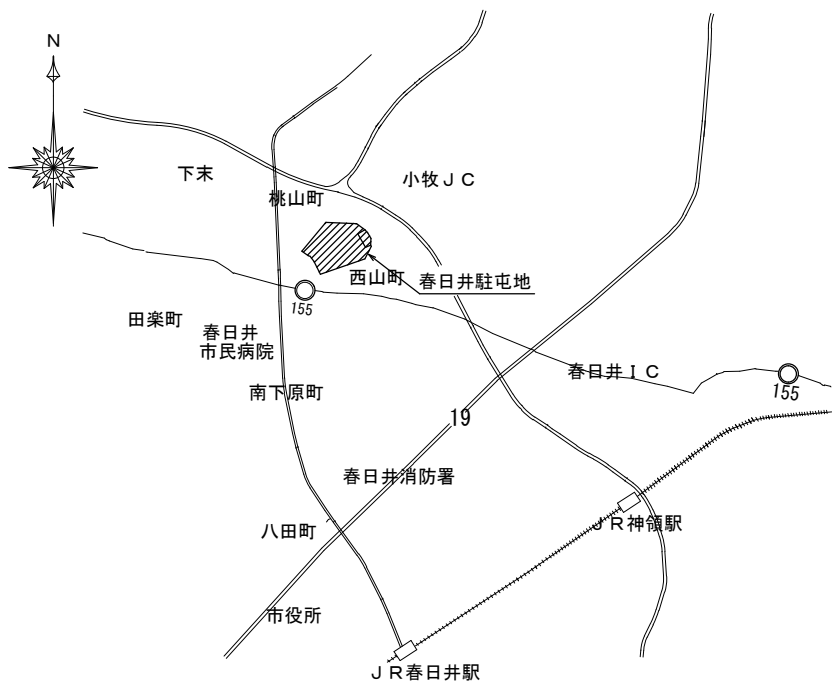 N
下末
小牧ＪＣ
桃山町
西山町
春日井駐屯地
155
田楽町
春日井
市民病院
春日井ＩＣ
155
南下原町
19
春日井消防署
ＪＲ神領駅
八田町
市役所
ＪＲ春日井駅